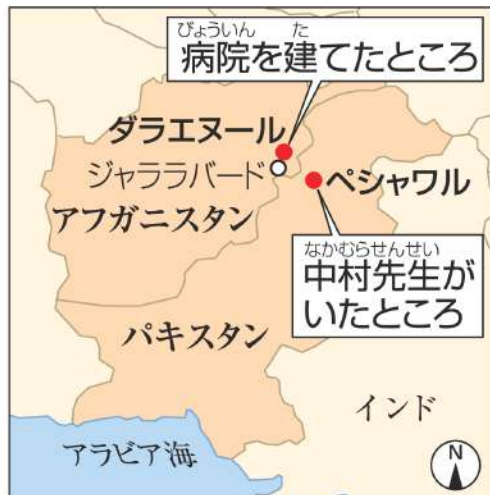 びょういん た
病院を建てたところ
ダラエヌール
ジャララバード
ペシャワル
アフガニスタン
なかむらせんせい
中村先生が
いたところ
パキスタン
インド
アラビア海
N